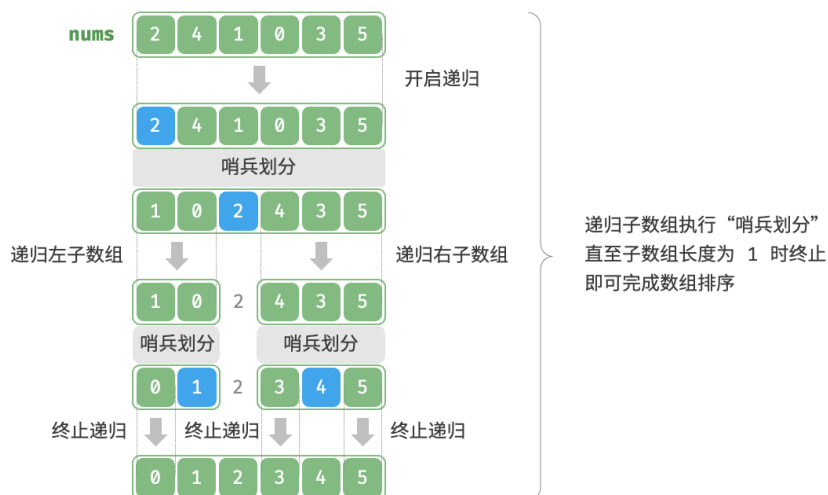 nums 2 4 1 0 3 5
开启递归
2 4 1 0 3 5
哨兵划分
1 0 2 4 3 5
递归左子数组 递归右子数组
1 0 2 4 3 5
哨兵划分 哨兵划分
0 1 2 3 4 5
终止递归 终止递归 终止递归
0 1 2 3 4 5
递归子数组执行“哨兵划分”
直至子数组长度为 1 时终止
即可完成数组排序